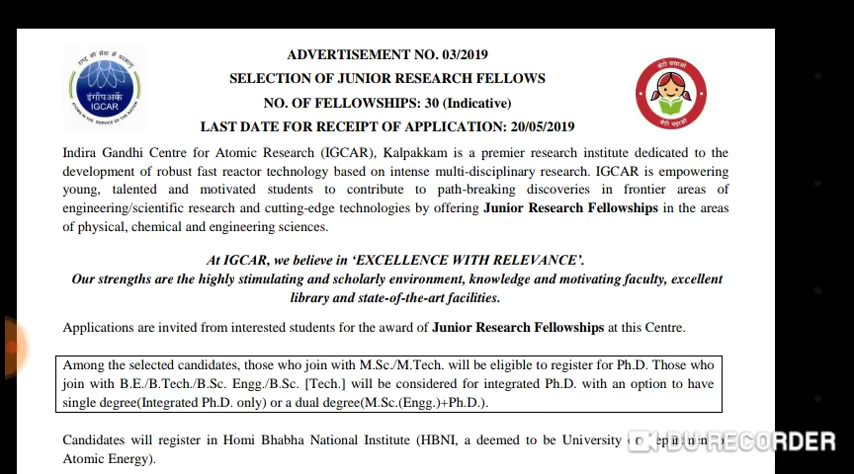 ADVERTISEMENT NO. 03/2019
SELECTION OF JUNIOR RESEARCH FELLOWS
NO. OF FELLOWSHIPS: 30 (Indicative)
LAST DATE FOR RECEIPT OF APPLICATION: 20/05/2019
इंगांपअकें
IGCAR
बेटी बचाओ
बेटी पढ़ाओ
Indira Gandhi Centre for Atomic Research (IGCAR), Kalpakkam is a premier research institute dedicated to the
development of robust fast reactor technology based on intense multi-disciplinary research. IGCAR is empowering
young, talented and motivated students to contribute to path-breaking discoveries in frontier areas of
engineering/scientific research and cutting-edge technologies by offering Junior Research Fellowships in the areas
of physical, chemical and engineering sciences.
At IGCAR, we believe in ‘EXCELLENCE WITH RELEVANCE’.
Our strengths are the highly stimulating and scholarly environment, knowledge and motivating faculty, excellent
library and state-of-the-art facilities.
Applications are invited from interested students for the award of Junior Research Fellowships at this Centre.
Among the selected candidates, those who join with M.Sc./M.Tech. will be eligible to register for Ph.D. Those who
join with B.E./B.Tech./B.Sc. Engg./B.Sc. [Tech.] will be considered for integrated Ph.D. with an option to have
single degree(Integrated Ph.D. only) or a dual degree(M.Sc.(Engg.)+Ph.D.).
Candidates will register in Homi Bhabha National Institute (HBNI, a deemed to be University
Atomic Energy).
DU RECORDER